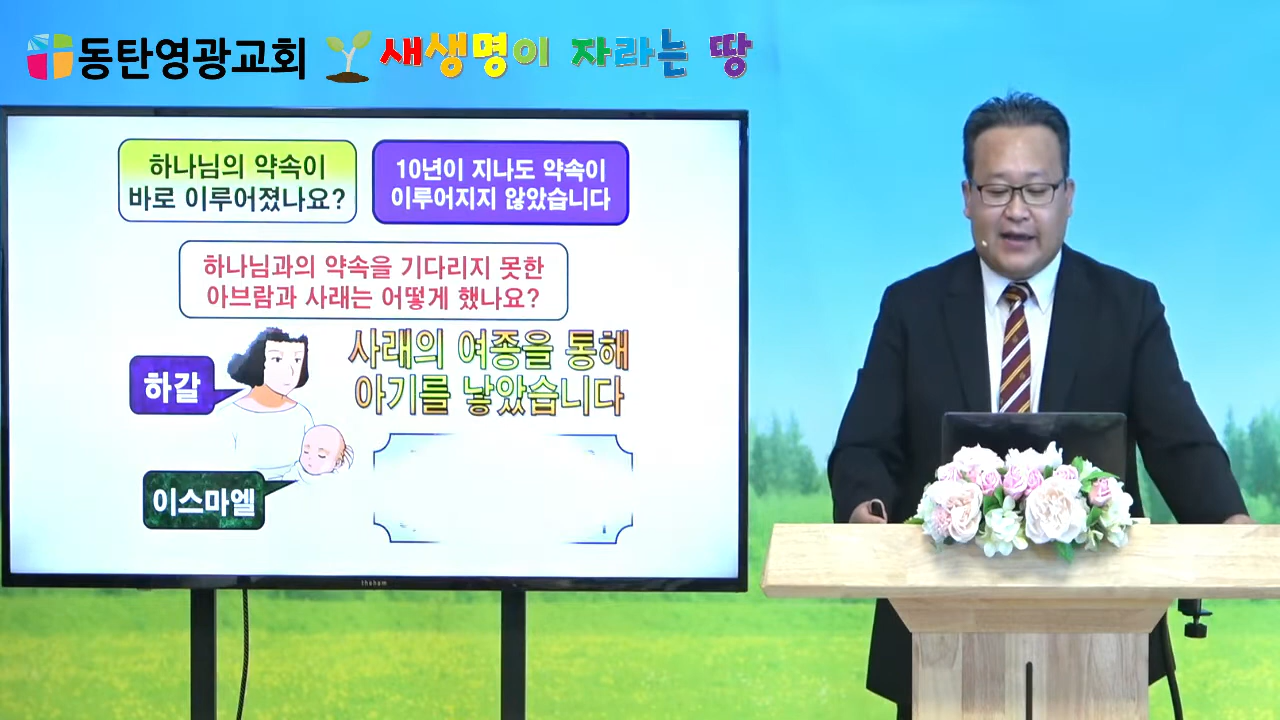 동탄영광교회 새생명이 자라는 땅
하나님의 약속이
바로 이루어졌나요?
10년이 지나도 약속이
이루어지지 않았습니다
하나님과의 약속을 기다리지 못한
아브람과 사래는 어떻게 했나요?
사래의 여종을 통해
아기를 낳았습니다
하갈
이스마엘
theham